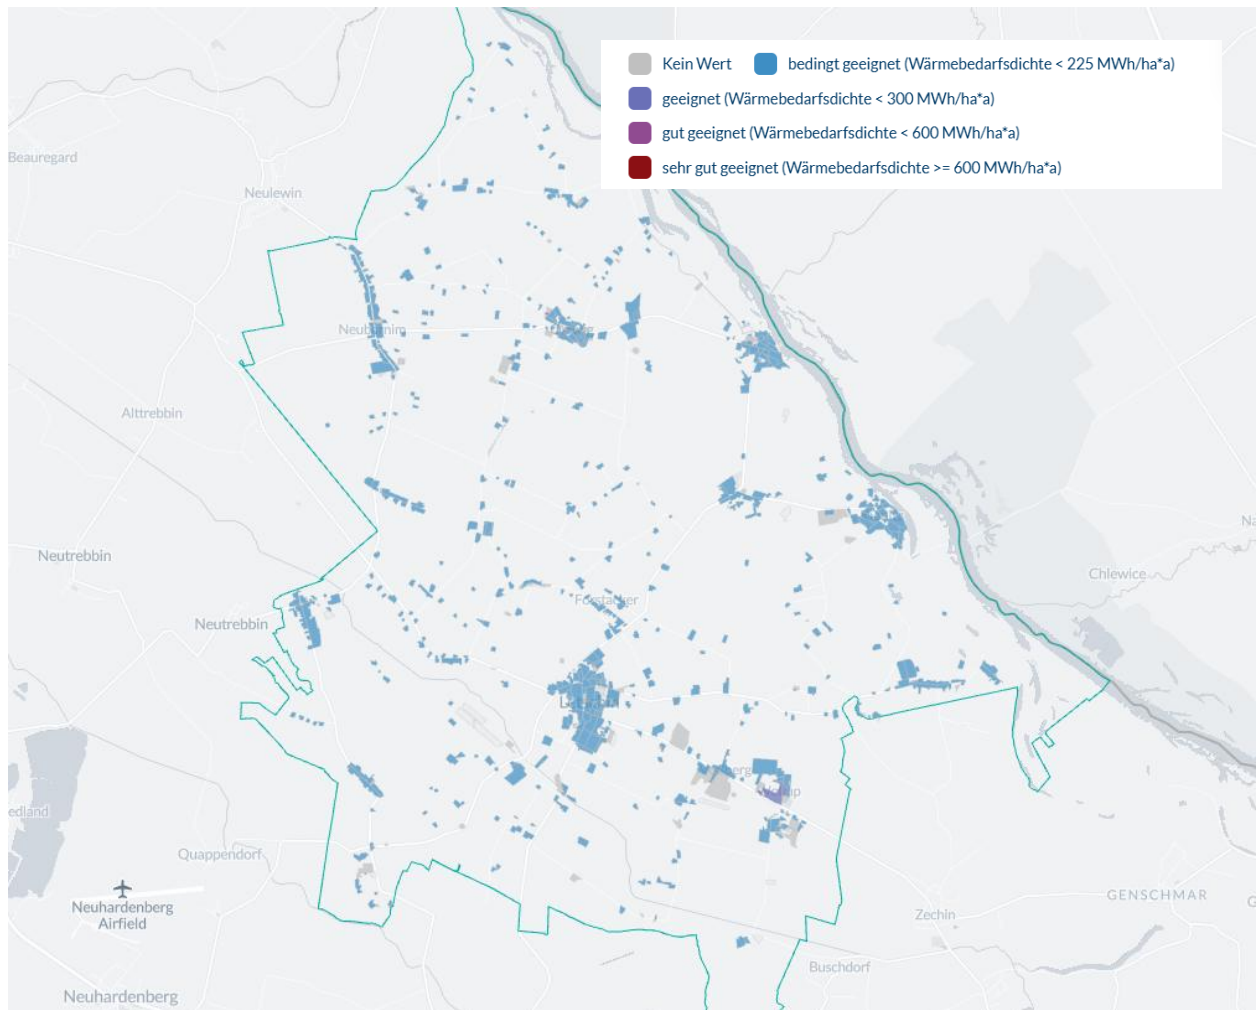 Kein Wert bedingt geeignet (Wärmebedarfsdichte < 225 MWh/ha*a)
geeignet (Wärmebedarfsdichte < 300 MWh/ha*a)
gut geeignet (Wärmebedarfsdichte < 600 MWh/ha*a)
sehr gut geeignet (Wärmebedarfsdichte >= 600 MWh/ha*a)
Beauregard
Neulewin
Alttrebbin
Neutrebbin
Chlewice
Neutrebbin
edland
Quappendorf
Neuhardenberg
Airfield
GENSCHMAR
Zechin
Buschdorf
Neuhardenberg